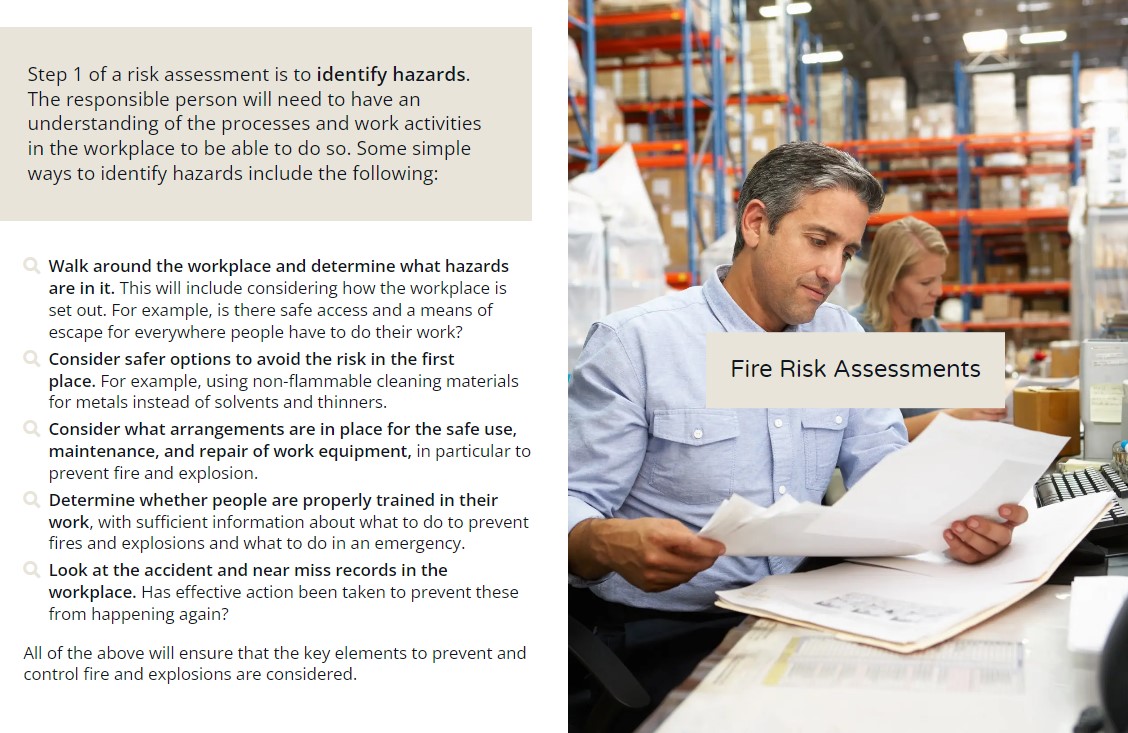 Step 1 of a risk assessment is to identify hazards.
The responsible person will need to have an
understanding of the processes and work activities
in the workplace to be able to do so. Some simple
ways to identify hazards include the following:
Walk around the workplace and determine what hazards
are in it. This will include considering how the workplace is
set out. For example, is there safe access and a means of
escape for everywhere people have to do their work?
Consider safer options to avoid the risk in the first
place. For example, using non-flammable cleaning materials
for metals instead of solvents and thinners.
Consider what arrangements are in place for the safe use,
maintenance, and repair of work equipment, in particular to
prevent fire and explosion.
Determine whether people are properly trained in their
work, with sufficient information about what to do to prevent
fires and explosions and what to do in an emergency.
Look at the accident and near miss records in the
workplace. Has effective action been taken to prevent these
from happening again?
All of the above will ensure that the key elements to prevent and
control fire and explosions are considered.
Fire Risk Assessments